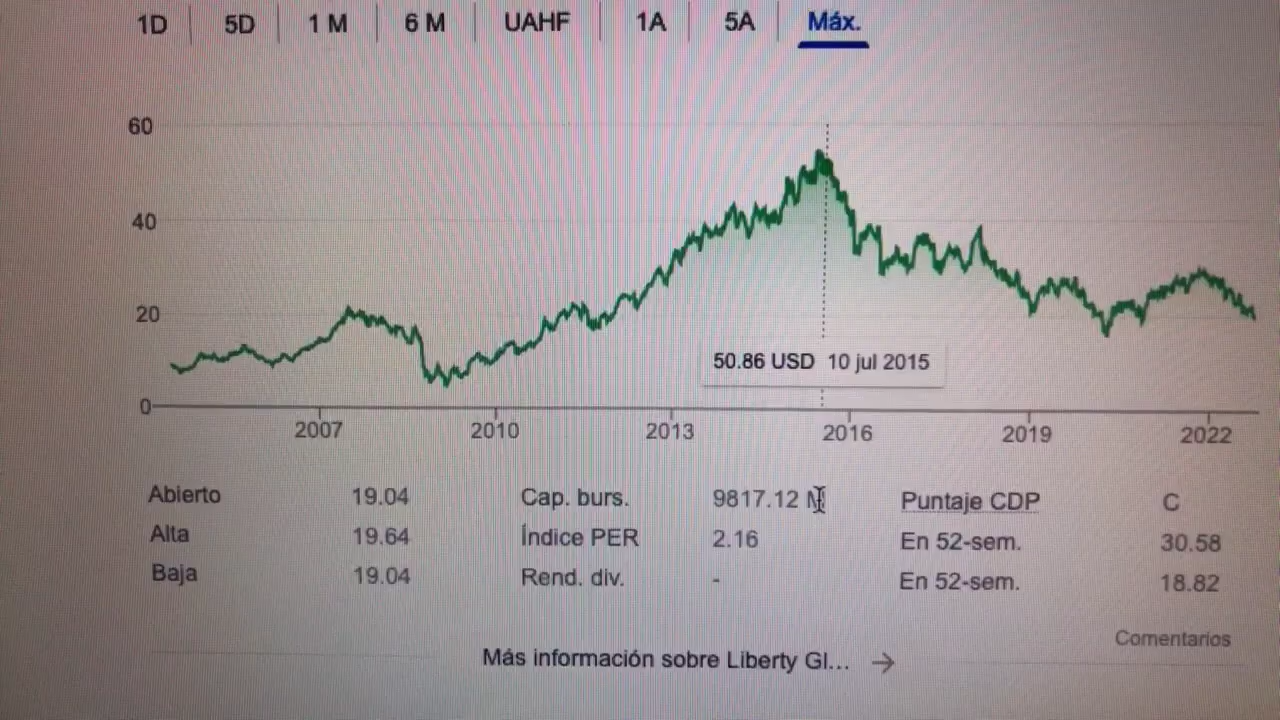 1D 5D 1 M 6 M UAHF 1A 5A Máx.
60
40
20
0
50.86 USD 10 jul 2015
2007 2010 2013 2016 2019 2022
Abierto 19.04 Cap. burs. 9817.12 M Puntaje CDP C
Alta 19.64 Índice PER 2.16 En 52-sem. 30.58
Baja 19.04 Rend. div. - En 52-sem. 18.82
Comentarios
Más información sobre Liberty Gl... →